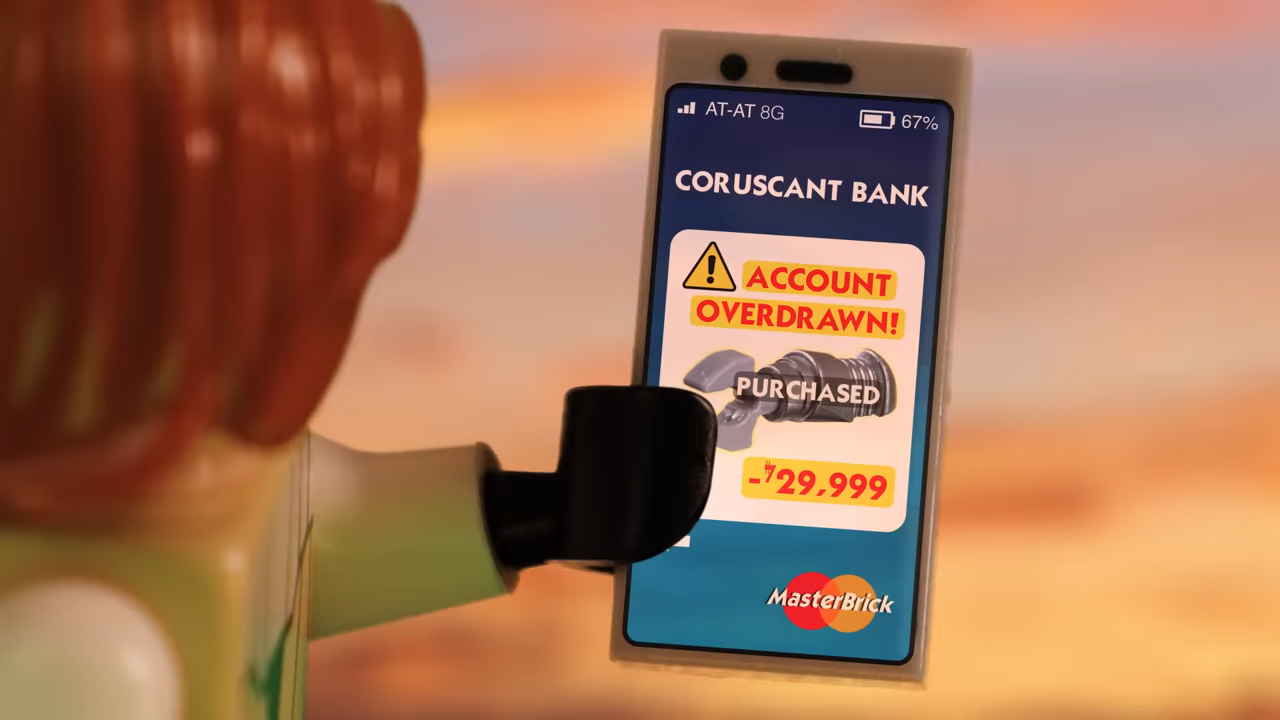 AT-AT 8G
67%
CORUSCANT BANK
ACCOUNT
OVERDRAWN!
PURCHASED
-29,999
MasterBrick